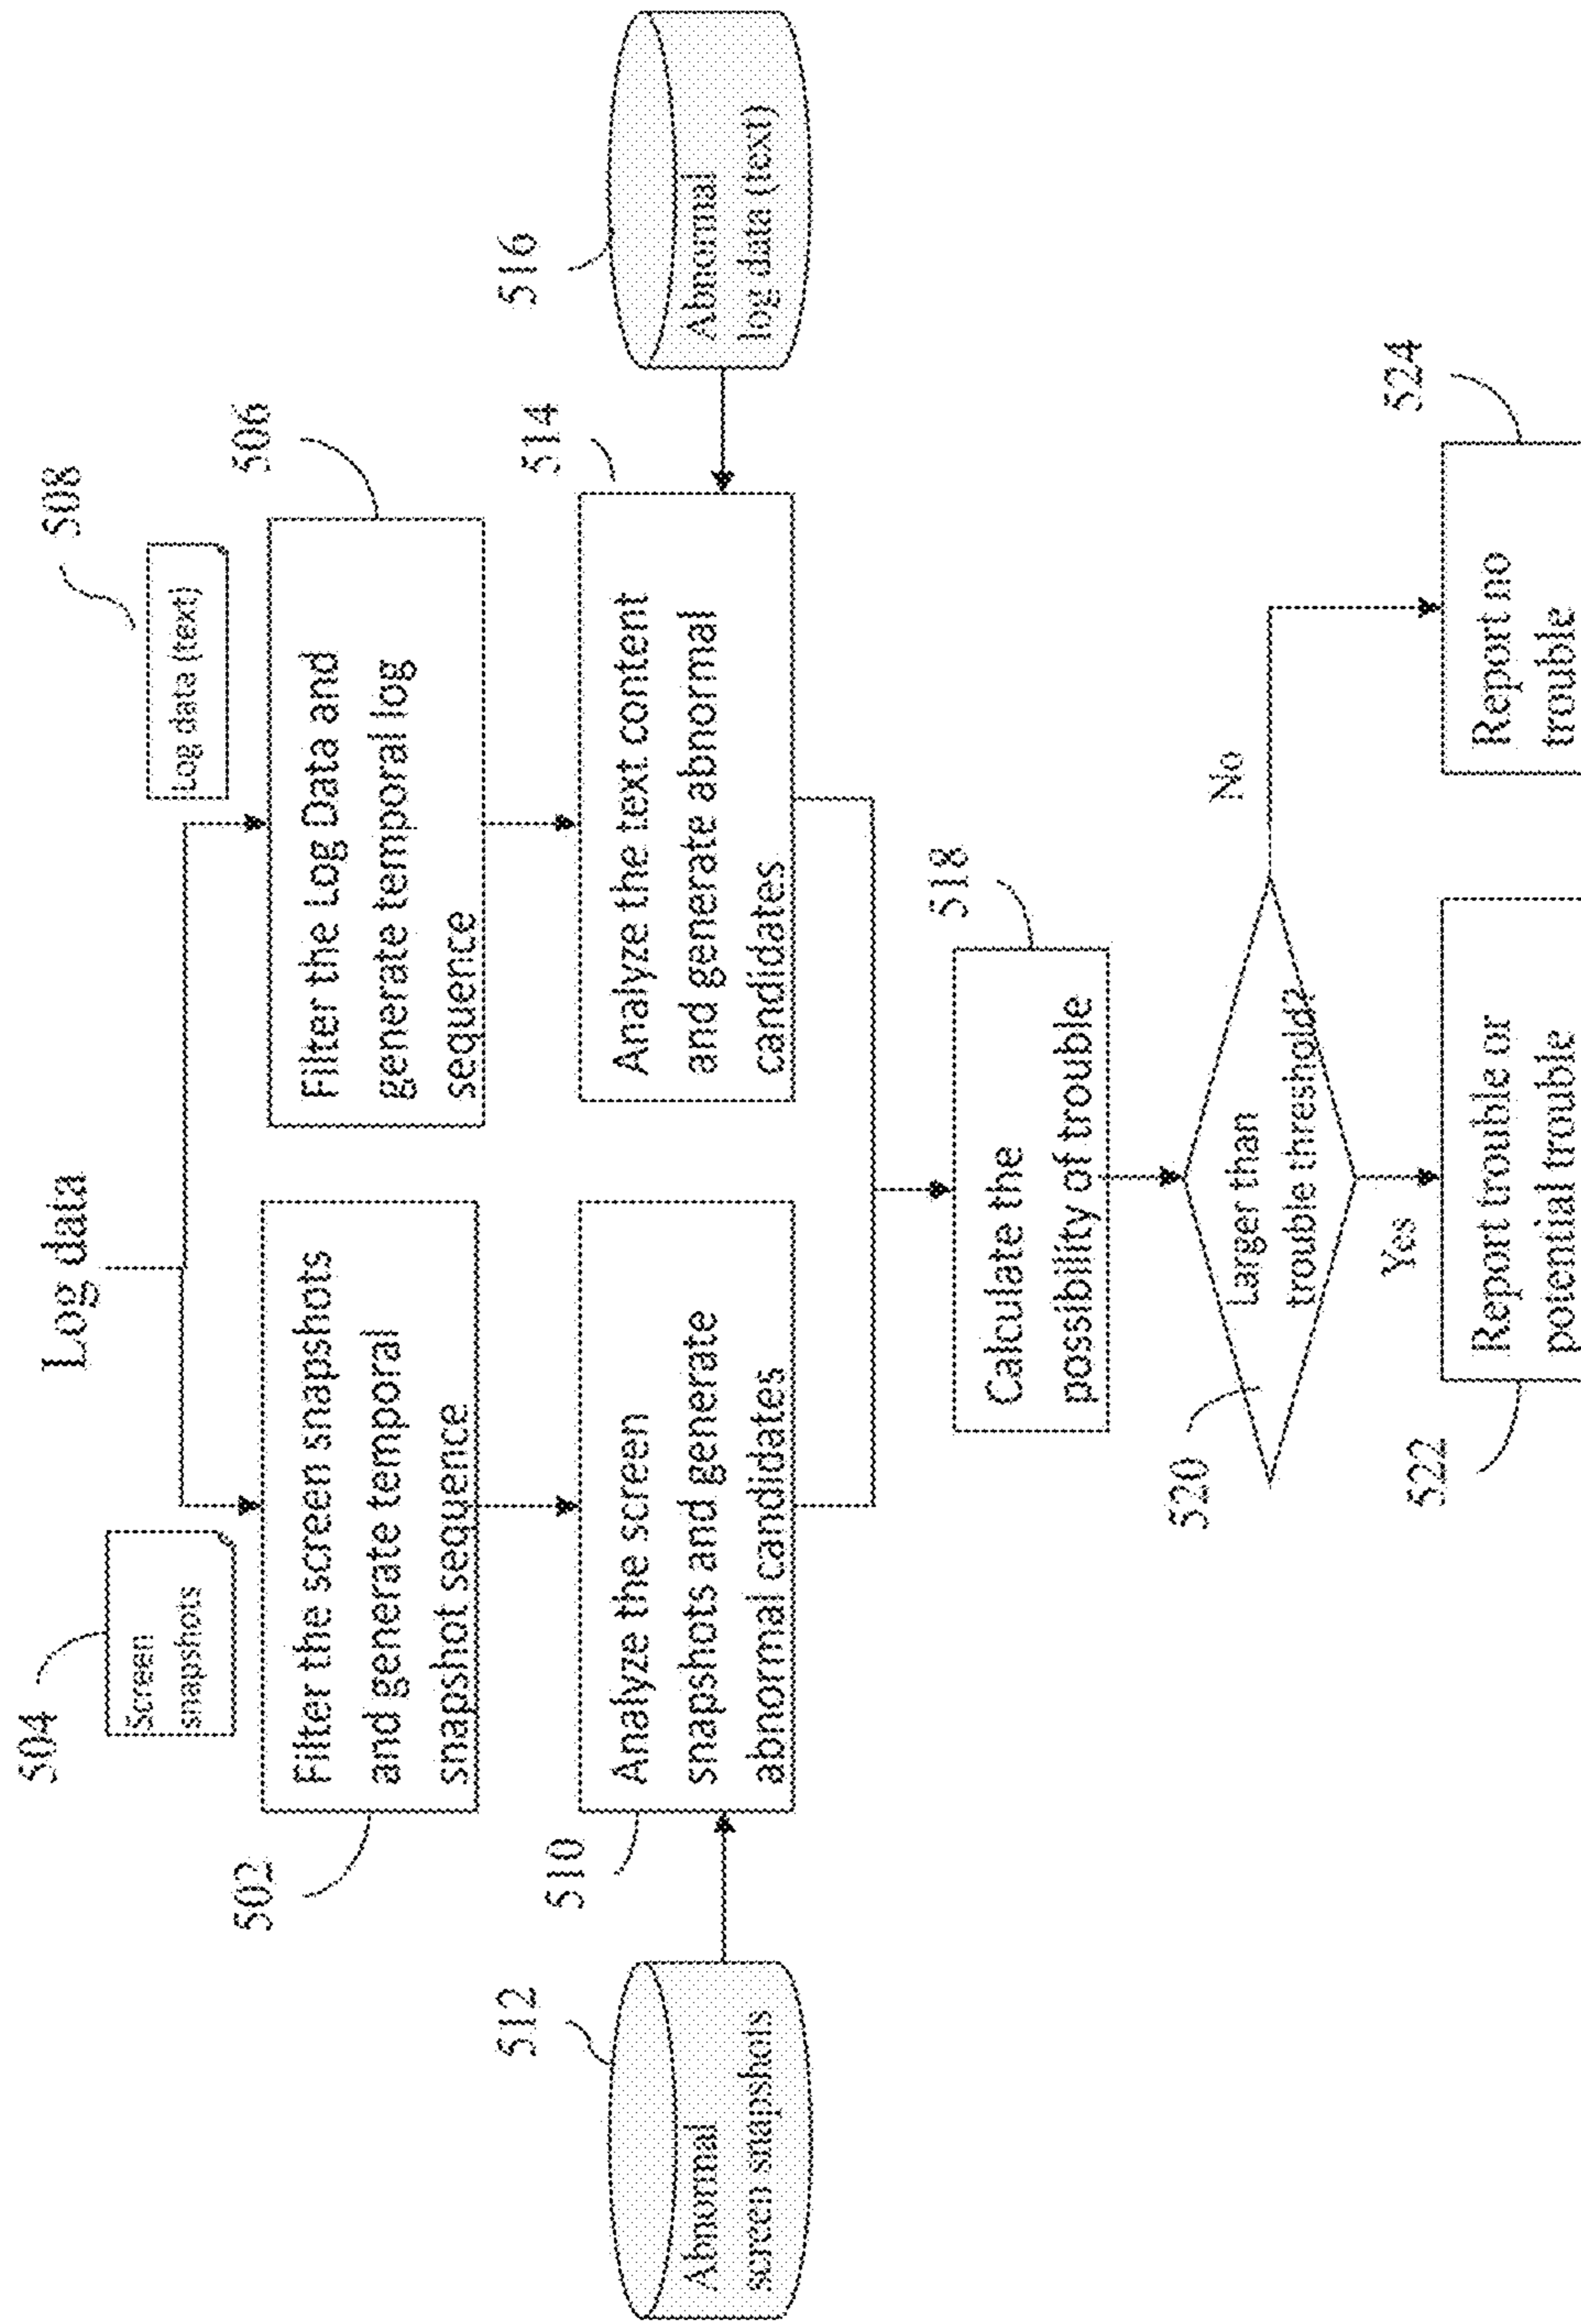 Log data
504
Screen
snapshots
508
Log data (text)
502
Filter the screen snapshots
and generate temporal
snapshot sequence
506
Filter the Log Data and
generate temporal log
sequence
512
Abnormal
screen snapshots
510
Analyze the screen
snapshots and generate
abnormal candidates
514
Analyze the text content
and generate abnormal
candidates
516
Abnormal
log data (text)
518
Calculate the
possibility of trouble
520
Larger than
trouble threshold?
No
Yes
522
Report trouble or
potential trouble
524
Report no
trouble